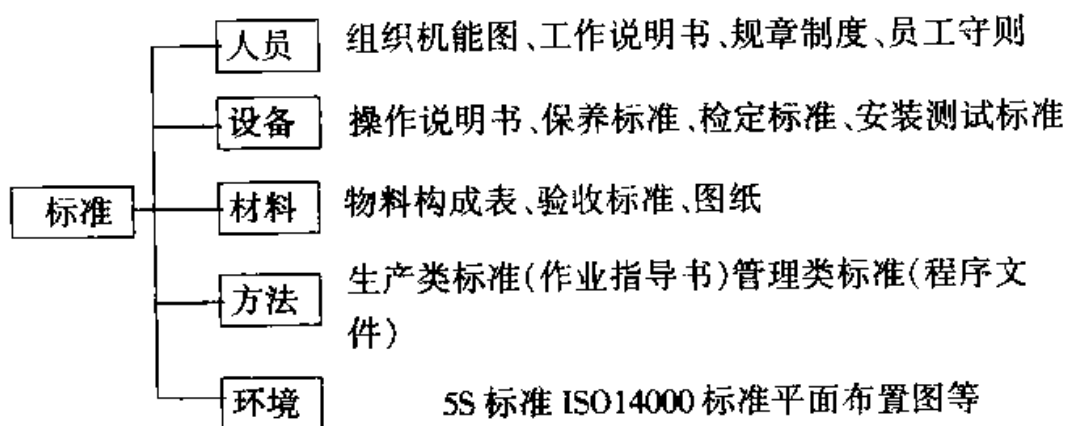 人员 组织机能图、工作说明书、规章制度、员工守则
设备 操作说明书、保养标准、检定标准、安装测试标准
标准 材料 物料构成表、验收标准、图纸
方法 生产类标准(作业指导书)管理类标准(程序文
件)
环境 5S 标准 ISO14000 标准平面布置图等